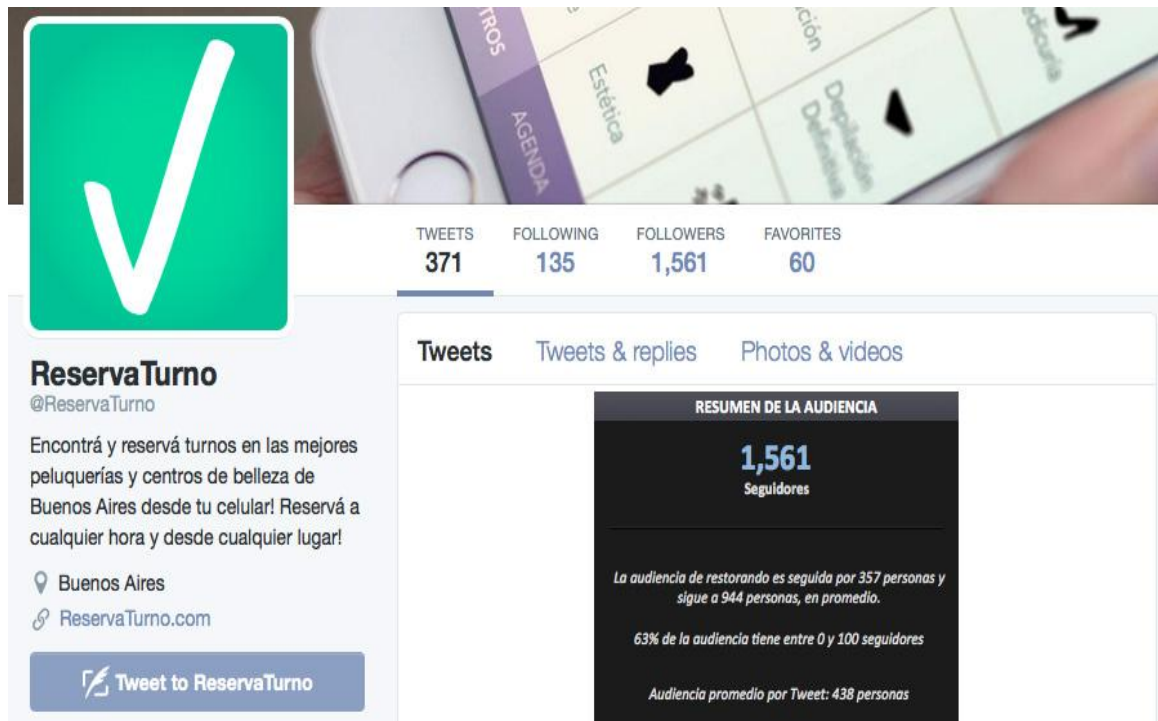 TROS
AGENDA
Estética
ación
Depilación
Definitiva
edicuría
TWEETS FOLLOWING FOLLOWERS FAVORITES
371 135 1,561 60
Tweets Tweets & replies Photos & videos
ReservaTurno
@ReservaTurno
Encontrá y reservá turnos en las mejores
peluquerías y centros de belleza de
Buenos Aires desde tu celular! Reservá a
cualquier hora y desde cualquier lugar!
Buenos Aires
ReservaTurno.com
Tweet to ReservaTurno
RESUMEN DE LA AUDIENCIA
1,561
Seguidores
La audiencia de restorando es seguida por 357 personas y
sigue a 944 personas, en promedio.
63% de la audiencia tiene entre 0 y 100 seguidores
Audiencia promedio por Tweet: 438 personas